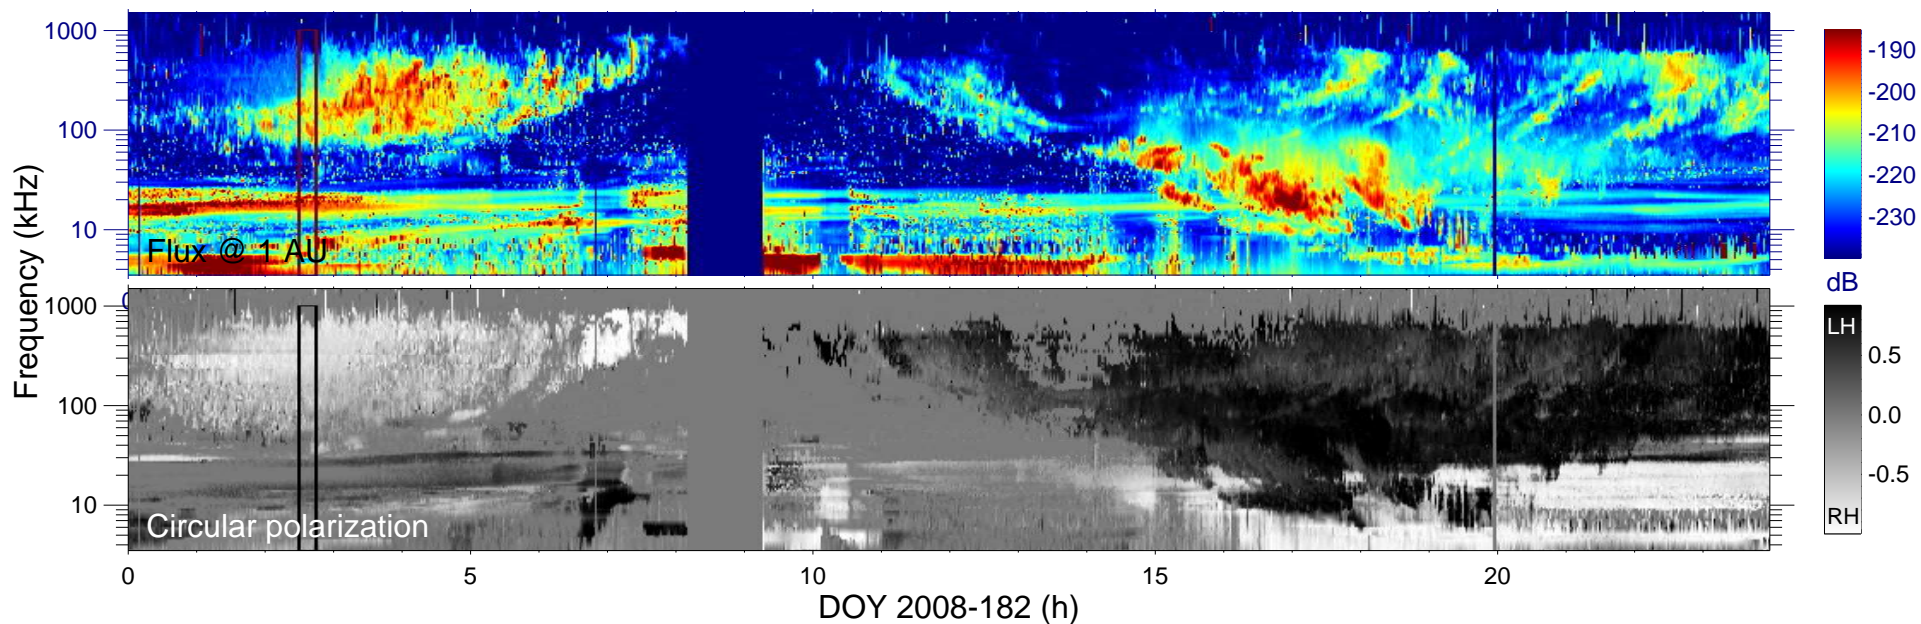 1000
100
10
Flux @ 1 AU
-190
-200
-210
-220
-230
dB
Frequency (kHz)
0
1000
100
10
Circular polarization
LH
0.5
0.0
-0.5
RH
0 5 10 15 20
DOY 2008-182 (h)